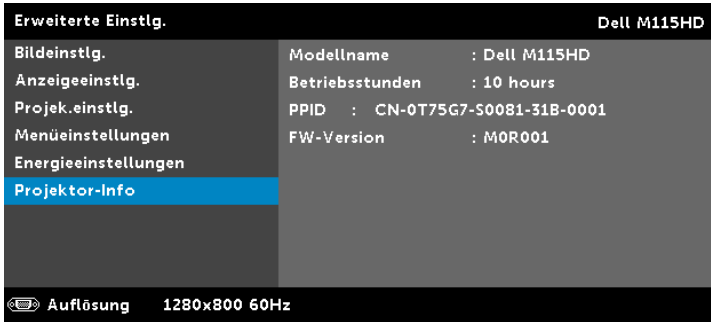 Erweiterte Einstlg. Dell M115HD
Bildeinstlg.
Anzeigeeinstlg.
Projek.einstlg.
Menüeinstellungen
Energieeinstellungen
Projektor-Info
Modellname : Dell M115HD
Betriebsstunden : 10 hours
PPID : CN-0T75G7-S0081-31B-0001
FW-Version : M0R001
Auflösung 1280x800 60Hz